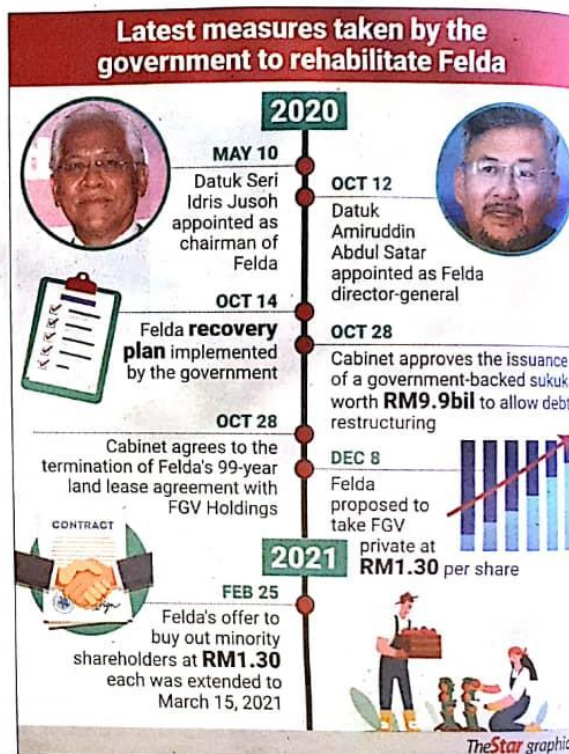 Latest measures taken by the
government to rehabilitate Felda
2020
MAY 10
Datuk Seri
Idris Jusoh
appointed as
chairman of
Felda
OCT 12
Datuk
Amiruddin
Abdul Satar
appointed as Felda
director-general
OCT 14
Felda recovery
plan implemented
by the government
OCT 28
Cabinet approves the issuance
of a government-backed sukuk
worth RM9.9bil to allow debt
restructuring
OCT 28
Cabinet agrees to the
termination of Felda's 99-year
land lease agreement with
FGV Holdings
DEC 8
Felda
proposed to
take FGV
private at
RM1.30 per share
CONTRACT
2021
FEB 25
Felda's offer to
buy out minority
shareholders at RM1.30
each was extended to
March 15, 2021
TheStar graphic